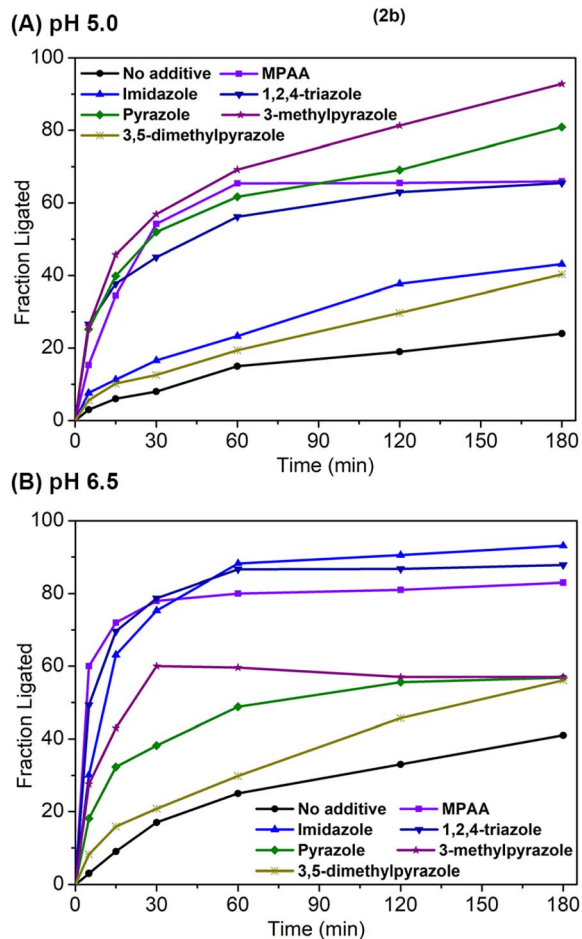 (2b)
(A) pH 5.0
100
80
60
40
20
0
Fraction Ligated
No additive MPAA
Imidazole 1,2,4-triazole
Pyrazole 3-methylpyrazole
3,5-dimethylpyrazole
0 30 60 90 120 150 180
Time (min)
(B) pH 6.5
100
80
60
40
20
0
Fraction Ligated
No additive MPAA
Imidazole 1,2,4-triazole
Pyrazole 3-methylpyrazole
3,5-dimethylpyrazole
0 30 60 90 120 150 180
Time (min)